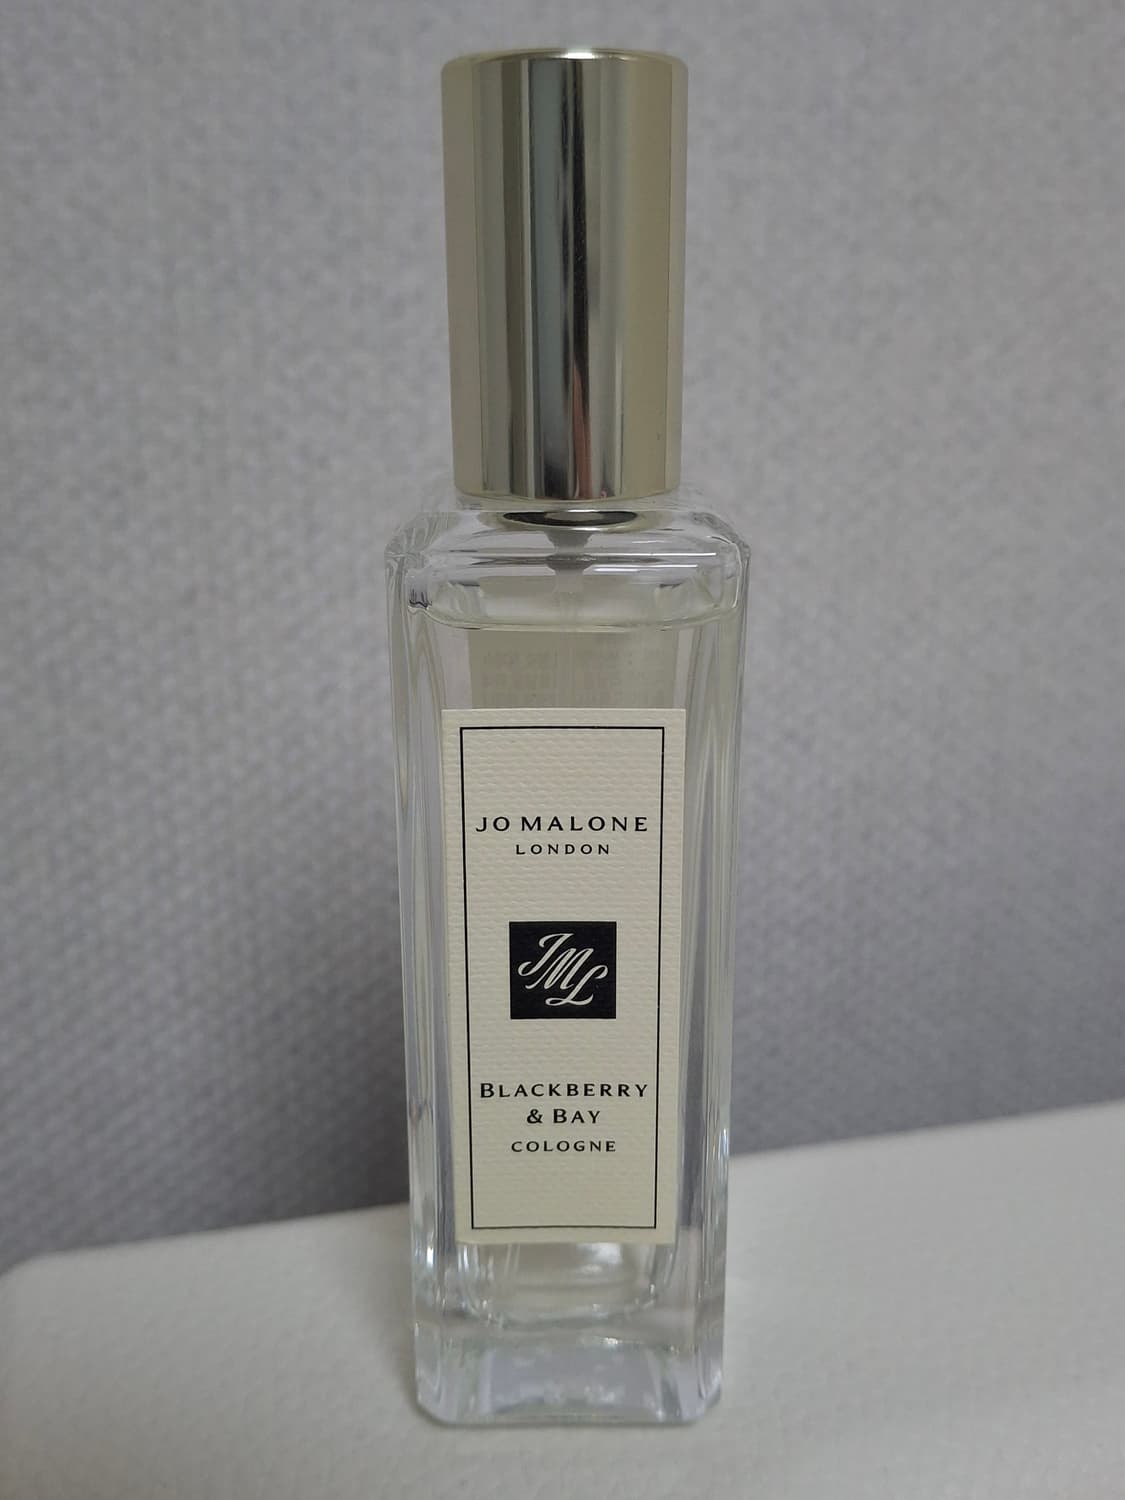 JO MALONE
LONDON
JML
BLACKBERRY
& BAY
COLOGNE